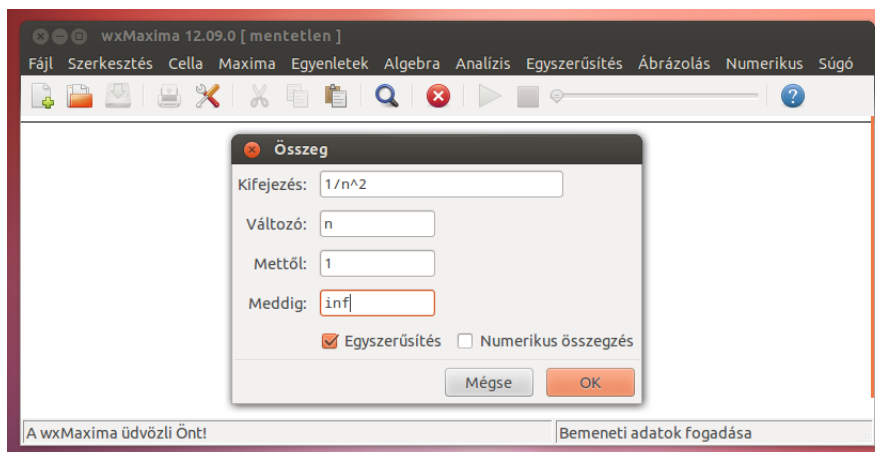 wxMaxima 12.09.0 [ mentetlen ]
Fájl Szerkesztés Cella Maxima Egyenletek Algebra Analízis Egyszerűsítés Ábrázolás Numerikus Súgó
Összeg
Kifejezés: 1/n^2
Változó: n
Mettől: 1
Meddig: inf
Egyszerűsítés Numerikus összegzés
Mégse OK
A wxMaxima üdvözli Önt! Bemeneti adatok fogadása